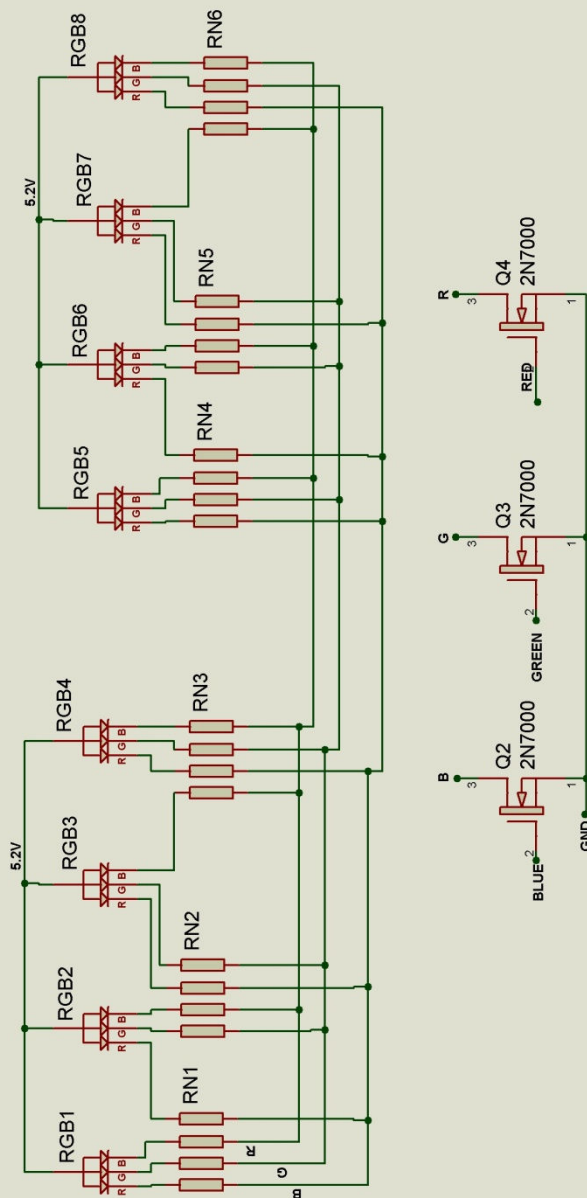 5.2V 5.2V
RGB1 RGB2 RGB3 RGB4 RGB5 RGB6 RGB7 RGB8
R G B R G B R G B R G B R G B R G B R G B R G B
RN1 RN2 RN3 RN4 RN5 RN6
R
G
B
B G R
3 3 3
Q2 Q3 Q4
2N7000 2N7000 2N7000
2 2 2
BLUE GREEN RED
1 1 1
GND